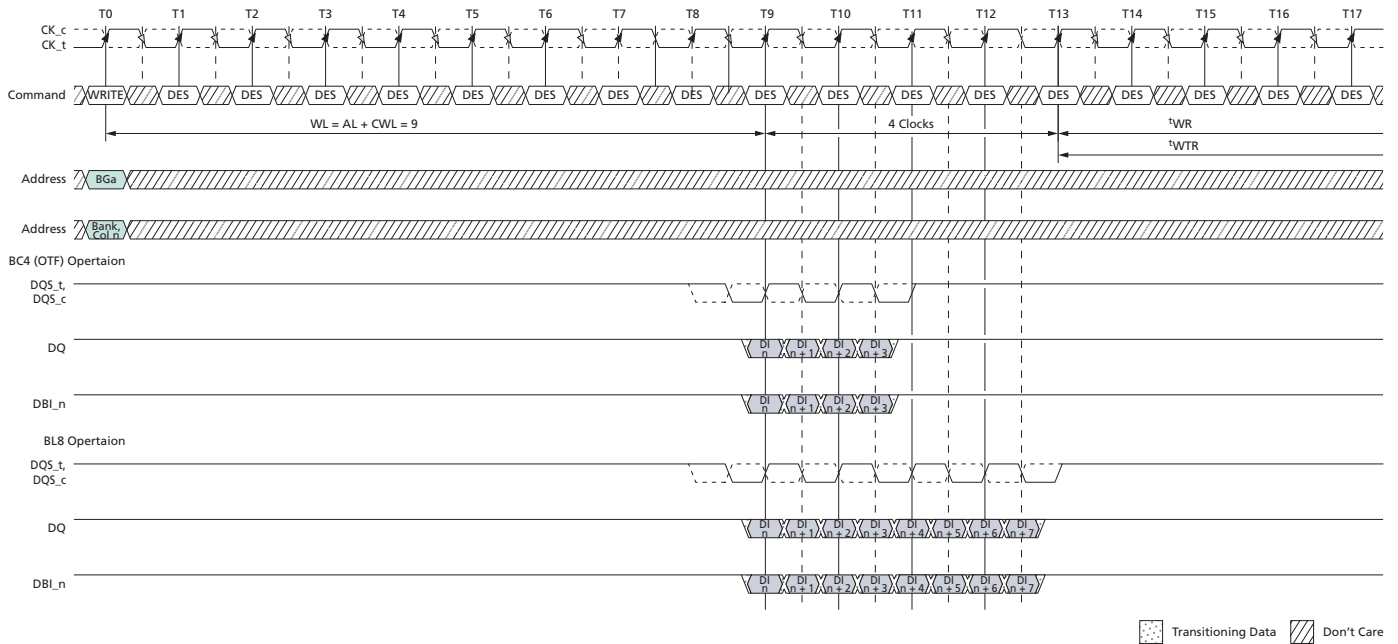 T0 T1 T2 T3 T4 T5 T6 T7 T8 T9 T10 T11 T12 T13 T14 T15 T16 T17
CK_c
CK_t
Command WRITE DES DES DES DES DES DES DES DES DES DES DES DES DES DES DES DES DES
WL = AL + CWL = 9 4 Clocks tWR
tWTR
Address BGa
Address Bank, Col n
BC4 (OTF) Opertaion
DQS_t,
DQS_c
DQ DI n DI n + 1 DI n + 2 DI n + 3
DBI_n DI n DI n + 1 DI n + 2 DI n + 3
BL8 Opertaion
DQS_t,
DQS_c
DQ DI n DI n + 1 DI n + 2 DI n + 3 DI n + 4 DI n + 5 DI n + 6 DI n + 7
DBI_n DI n DI n + 1 DI n + 2 DI n + 3 DI n + 4 DI n + 5 DI n + 6 DI n + 7
Transitioning Data Don't Care